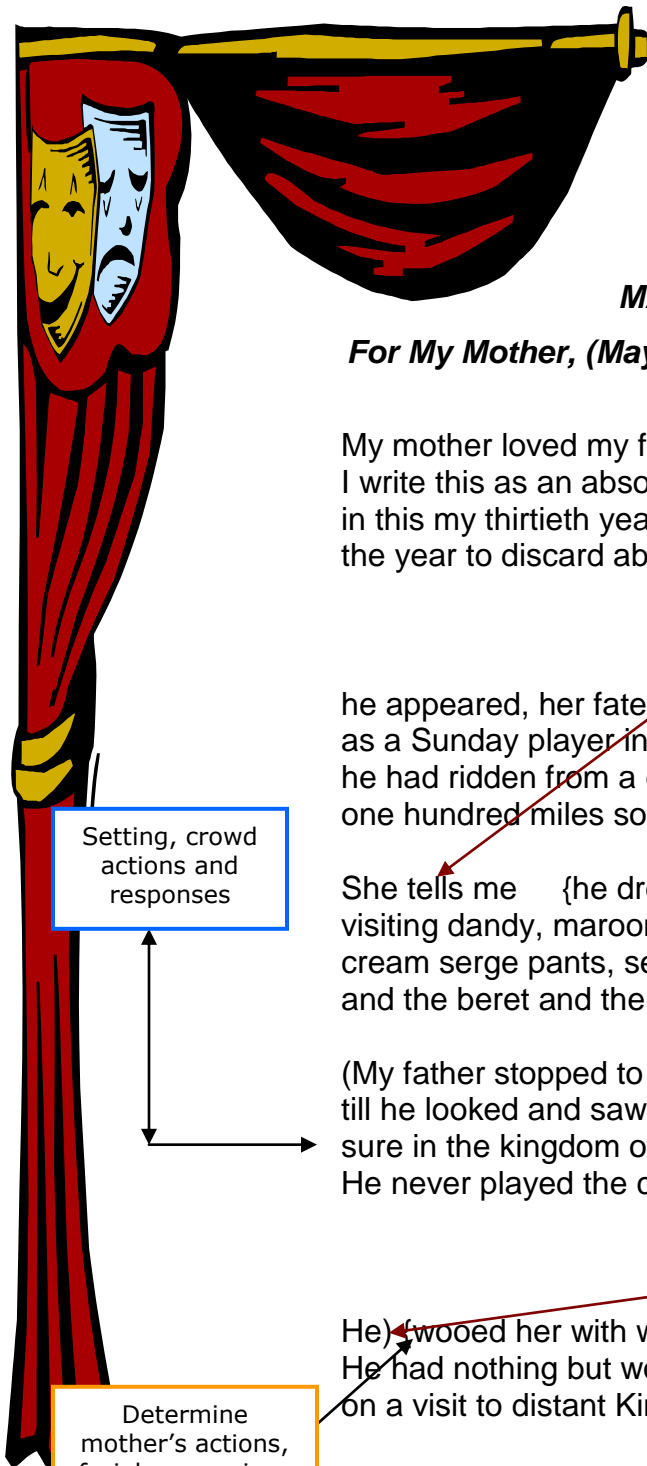 For My Mother, (May
My mother loved my f
I write this as an abso
in this my thirtieth yea
the year to discard ab
he appeared, her fate
as a Sunday player in
he had ridden from a
one hundred miles so
Setting, crowd
actions and
responses
She tells me {he dre
visiting dandy, maroon
cream serge pants, se
and the beret and the
(My father stopped to
till he looked and saw
sure in the kingdom o
He never played the c
He) {wooed her with w
He had nothing but wo
on a visit to distant Kin
Determine
mother's actions,